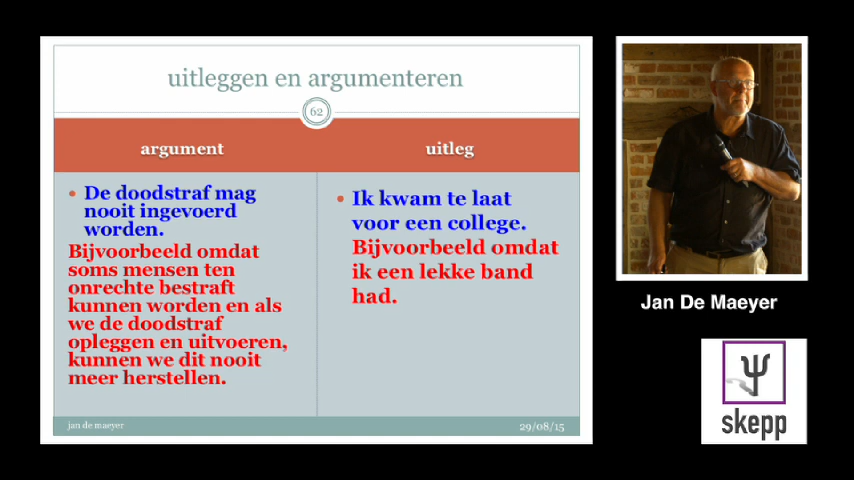 uitleggen en argumenteren
62
argument
uitleg
• De doodstraf mag
nooit ingevoerd
worden.
Bijvoorbeeld omdat
soms mensen ten
onrechte bestraft
kunnen worden en als
we de doodstraf
opleggen en uitvoeren,
kunnen we dit nooit
meer herstellen.
• Ik kwam te laat
voor een college.
Bijvoorbeeld omdat
ik een lekke band
had.
jan de maeyer
29/08/15
Jan De Maeyer
skepp